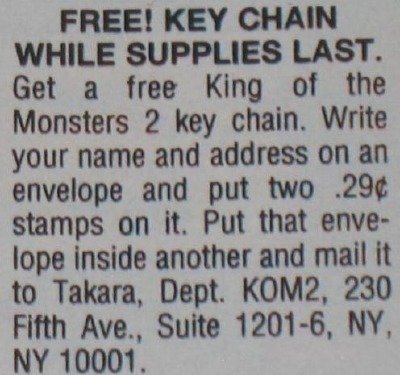 FREE! KEY CHAIN
WHILE SUPPLIES LAST.
Get a free King of the
Monsters 2 key chain. Write
your name and address on an
envelope and put two .29¢
stamps on it. Put that enve-
lope inside another and mail it
to Takara, Dept. KOM2, 230
Fifth Ave., Suite 1201-6, NY,
NY 10001.